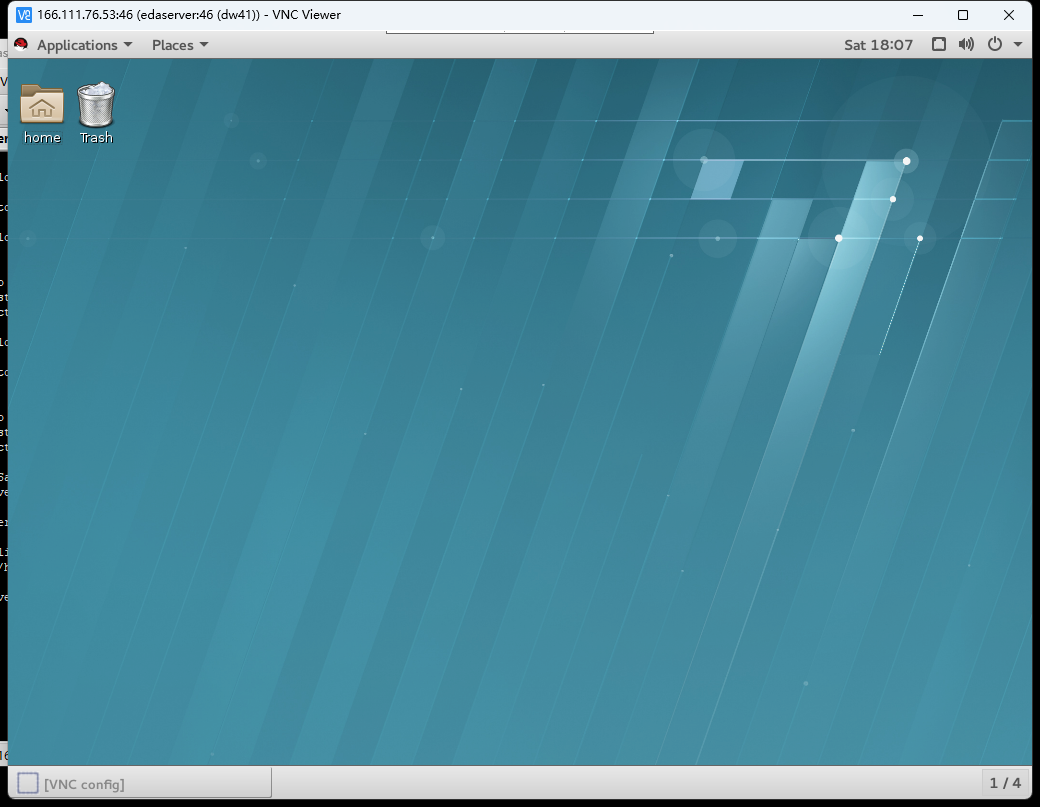 166.111.76.53:46 (edaserver:46 (dw41)) - VNC Viewer
Applications Places Sat 18:07
home Trash
[VNC config] 1 / 4